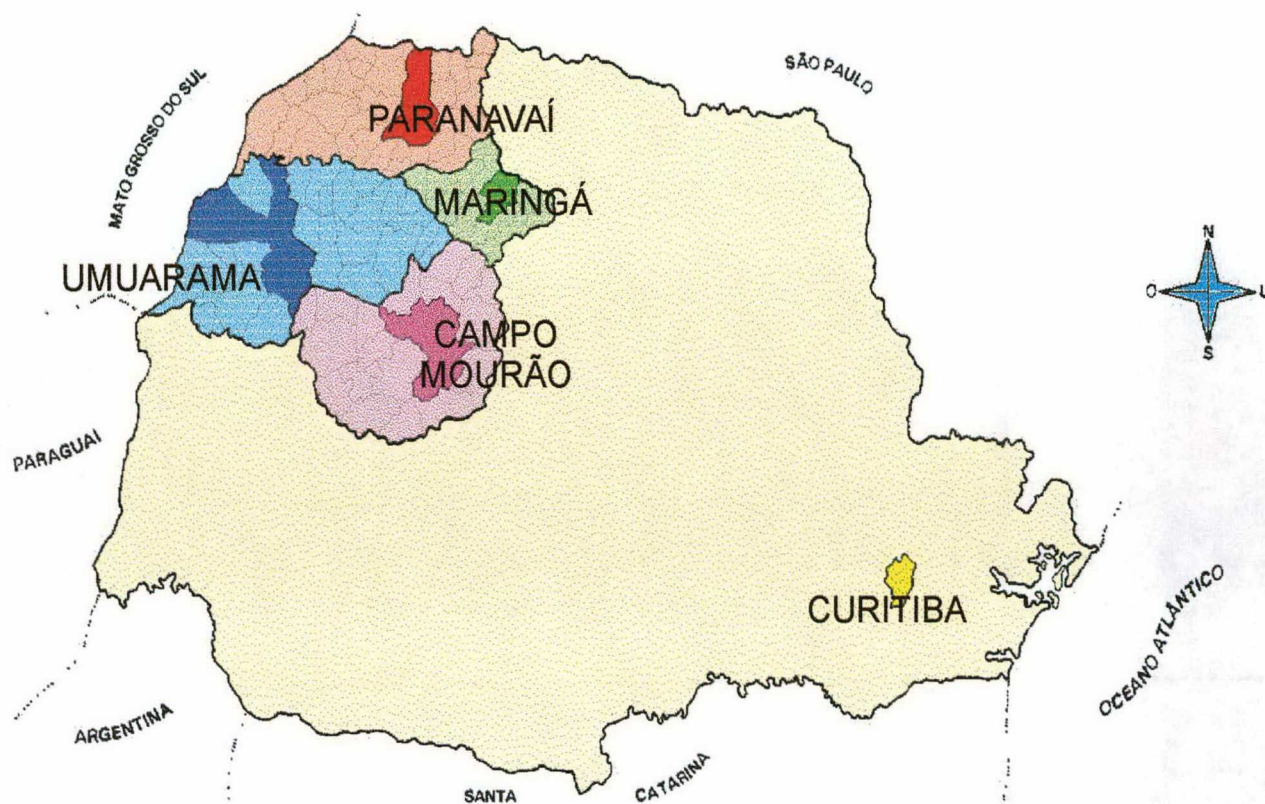 SÃO PAULO
MATO GROSSO DO SUL
PARANAVAÍ
MARINGÁ
UMUARAMA
CAMPO
MOURÃO
N
O
L
S
PARAGUAI
CURITIBA
OCEANO ATLÂNTICO
ARGENTINA
SANTA
CATARINA